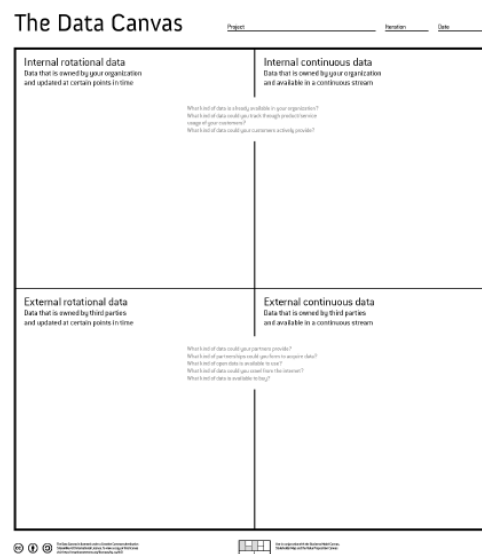 The Data Canvas
Project
Iteration
Date
Internal rotational data
Data that is owned by your organization
and updated at certain points in time
Internal continuous data
Data that is owned by your organization
and available in a continuous stream
What kind of data is already available in your organization?
What kind of data could you track through product/service
usage of your customers?
What kind of data could your customers actively provide?
External rotational data
Data that is owned by third parties
and updated at certain points in time
External continuous data
Data that is owned by third parties
and available in a continuous stream
What kind of data could your partners provide?
What kind of partnerships could you form to acquire data?
What kind of open data is available to use?
What kind of data could you crawl from the internet?
What kind of data is available to buy?